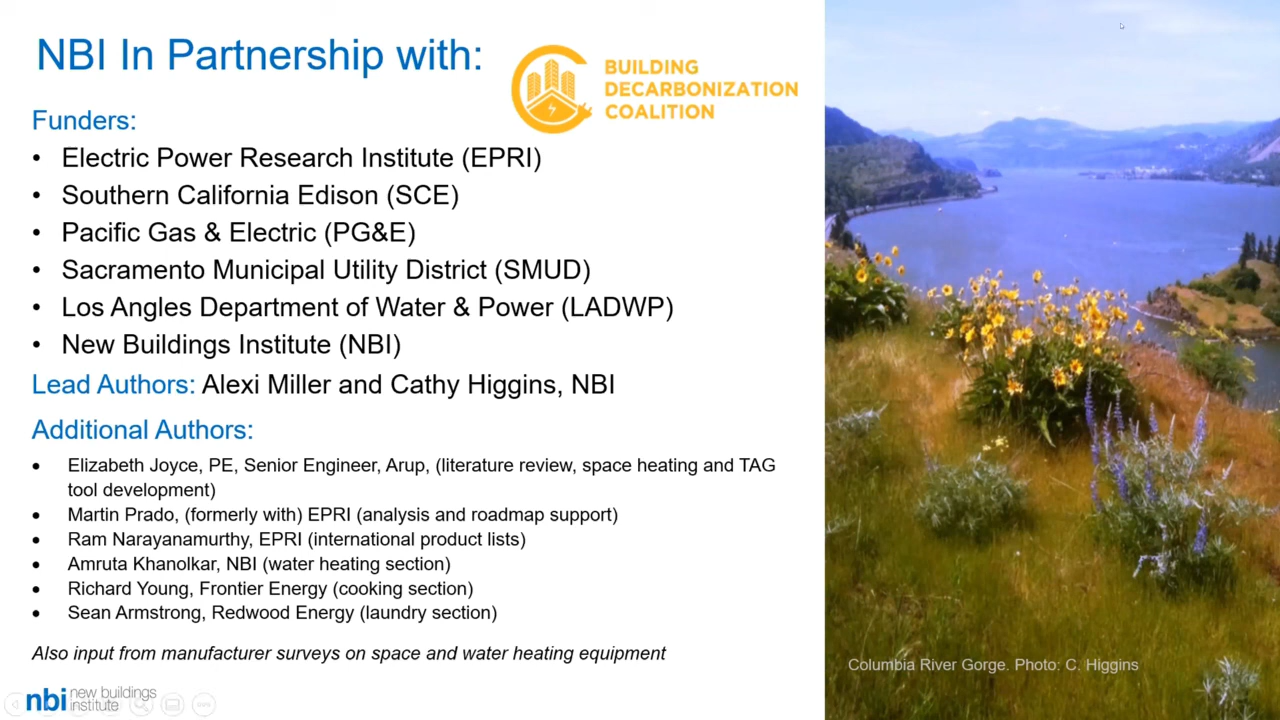 NBI In Partnership with:
BUILDING
DECARBONIZATION
COALITION
Funders:
• Electric Power Research Institute (EPRI)
• Southern California Edison (SCE)
• Pacific Gas & Electric (PG&E)
• Sacramento Municipal Utility District (SMUD)
• Los Angles Department of Water & Power (LADWP)
• New Buildings Institute (NBI)
Lead Authors: Alexi Miller and Cathy Higgins, NBI
Additional Authors:
• Elizabeth Joyce, PE, Senior Engineer, Arup, (literature review, space heating and TAG
tool development)
• Martin Prado, (formerly with) EPRI (analysis and roadmap support)
• Ram Narayanamurthy, EPRI (international product lists)
• Amruta Khanolkar, NBI (water heating section)
• Richard Young, Frontier Energy (cooking section)
• Sean Armstrong, Redwood Energy (laundry section)
Also input from manufacturer surveys on space and water heating equipment
nbi new buildings
institute
Columbia River Gorge. Photo: C. Higgins